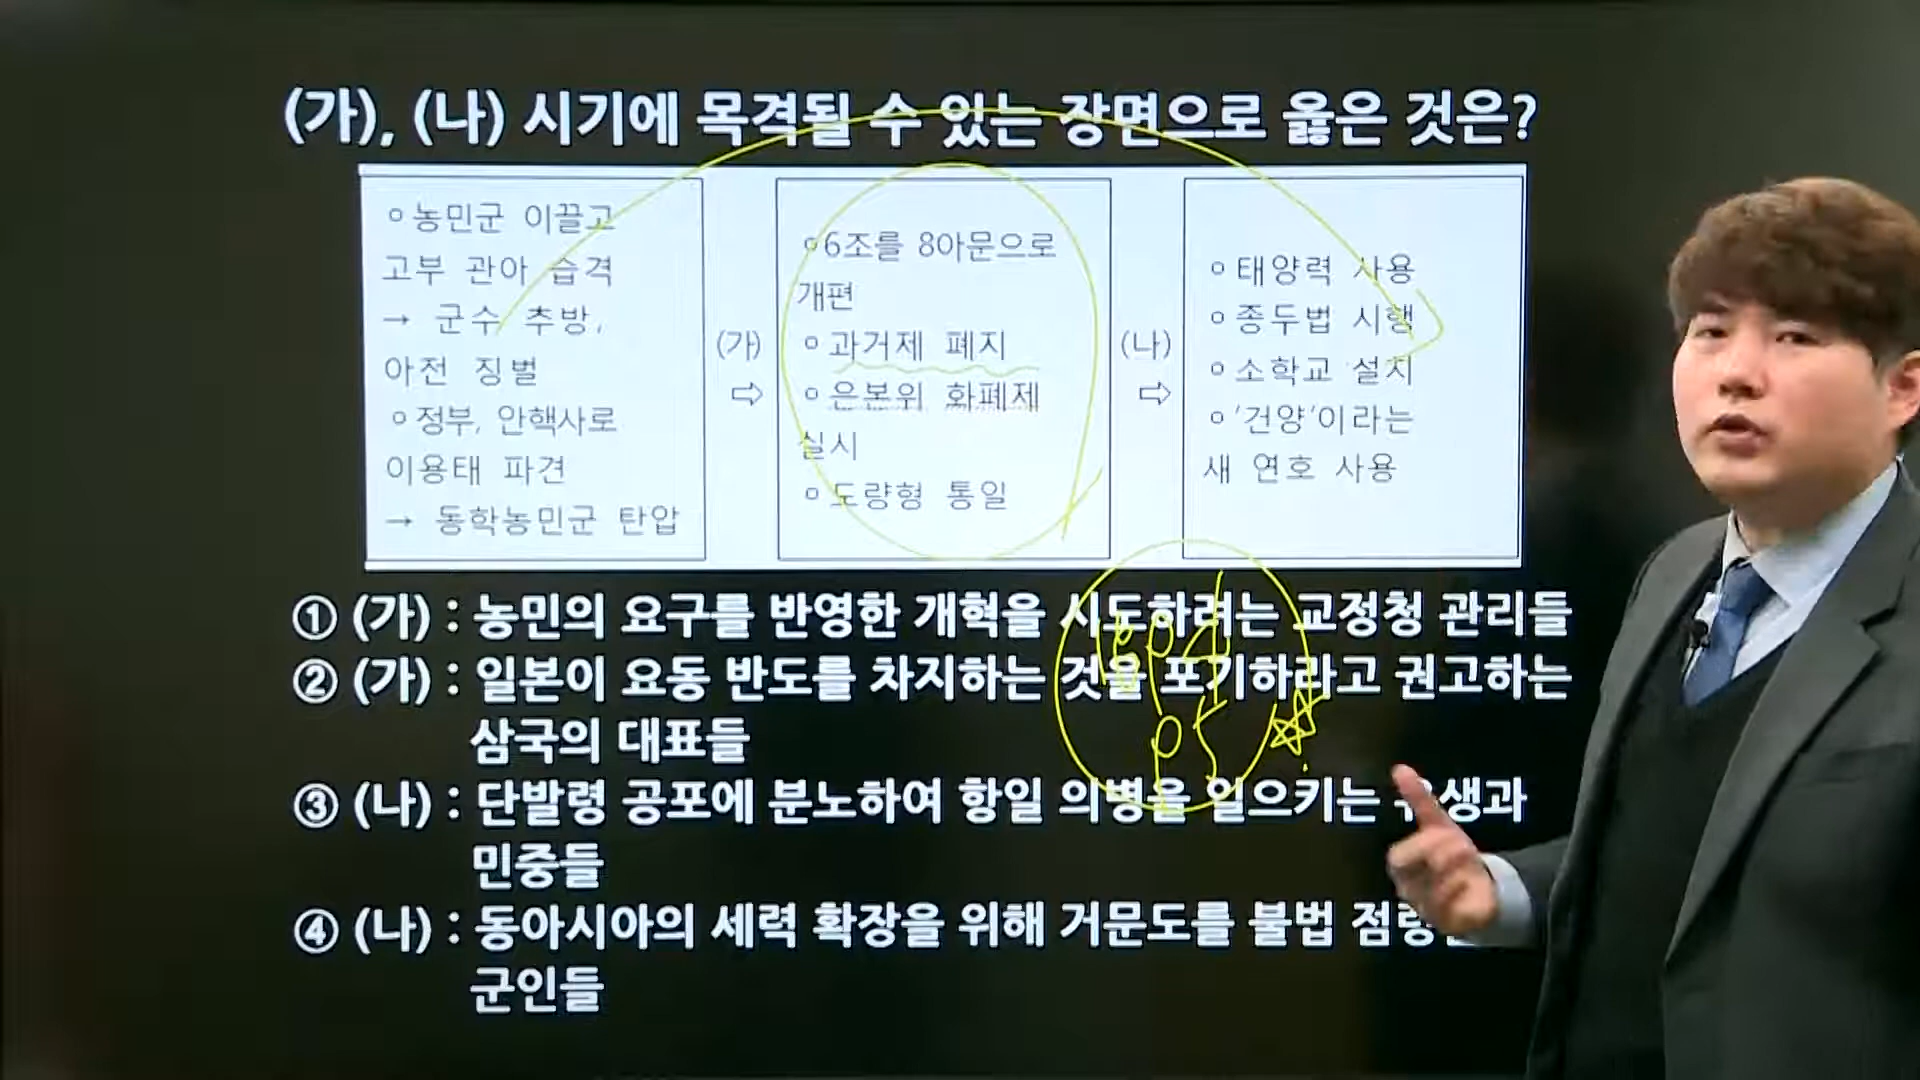 (가), (나) 시기에 목격될 수 있는 장면으로 옳은 것은?
○농민군 이끌고
고부 관아 습격
→ 군수 추방,
아전 징벌
○정부, 안핵사로
이용태 파견
→ 동학농민군 탄압
(가)
⇨
○6조를 8아문으로
개편
○과거제 폐지
○은본위 화폐제
실시
○도량형 통일
(나)
⇨
○태양력 사용
○종두법 시행
○소학교 설치
○'건양'이라는
새 연호 사용
① (가) : 농민의 요구를 반영한 개혁을 시도하려는 교정청 관리들
② (가) : 일본이 요동 반도를 차지하는 것을 포기하라고 권고하는
삼국의 대표들
③ (나) : 단발령 공포에 분노하여 항일 의병을 일으키는 유생과
민중들
④ (나) : 동아시아의 세력 확장을 위해 거문도를 불법 점령한
군인들
1894
95